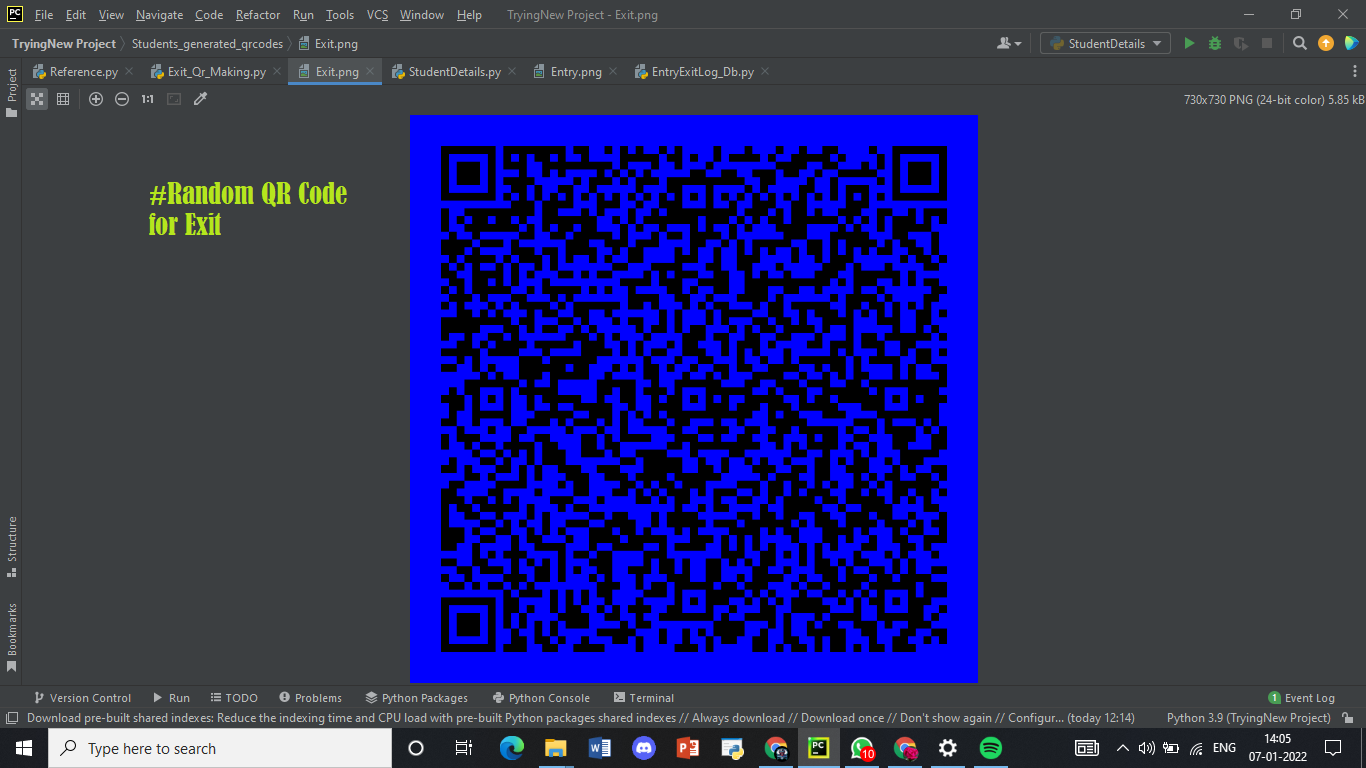 PC File Edit View Navigate Code Refactor Run Tools VCS Window Help TryingNew Project - Exit.png
TryingNew Project Students_generated_qrcodes Exit.png StudentDetails
Reference.py Exit_Qr_Making.py Exit.png StudentDetails.py Entry.png EntryExitLog_Db.py
Project
1:1 730x730 PNG (24-bit color) 5.85 kB
#Random QR Code
for Exit
Structure
Bookmarks
Version Control Run TODO Problems Python Packages Python Console Terminal 1 Event Log
Download pre-built shared indexes: Reduce the indexing time and CPU load with pre-built Python packages shared indexes // Always download // Download once // Don't show again // Configur... (today 12:14) Python 3.9 (TryingNew Project)
Type here to search W P PC 10 ENG 14:05
07-01-2022